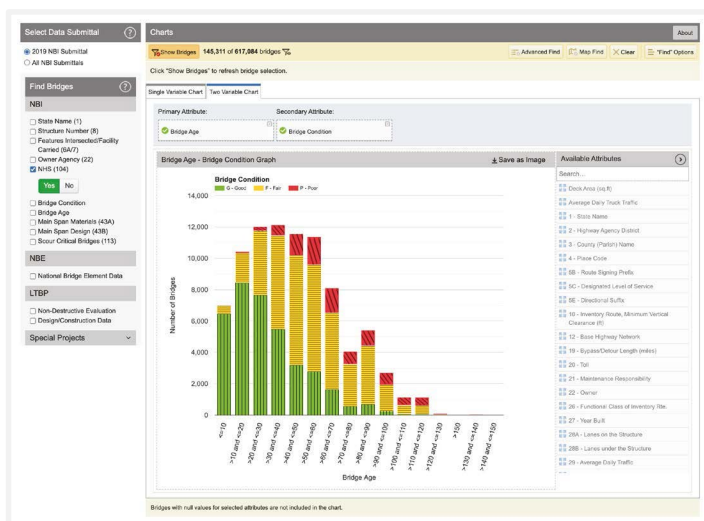 Select Data Submittal ?
2019 NBI Submittal
All NBI Submittals
Find Bridges ?
NBI
State Name (1)
Structure Number (8)
Features Intersected/Facility
Carried (6A/7)
Owner Agency (22)
NHS (104)
Yes No
Bridge Condition
Bridge Age
Main Span Materials (43A)
Main Span Design (43B)
Scour Critical Bridges (113)
NBE
National Bridge Element Data
LTBP
Non-Destructive Evaluation
Design/Construction Data
Special Projects
Charts About
Show Bridges 145,311 of 617,084 bridges Advanced Find Map Find Clear "Find" Options
Click "Show Bridges" to refresh bridge selection.
Single Variable Chart Two Variable Chart
Primary Attribute: Secondary Attribute:
Bridge Age Bridge Condition
Bridge Age - Bridge Condition Graph Save as Image
Bridge Condition
G - Good F - Fair P - Poor
14,000
12,000
10,000
8,000
6,000
4,000
2,000
0
Number of Bridges
<=10
>10 and <=20
>20 and <=30
>30 and <=40
>40 and <=50
>50 and <=60
>60 and <=70
>70 and <=80
>80 and <=90
>90 and <=100
>100 and <=110
>110 and <=120
>120 and <=130
>150
>130 and <=140
>140 and <=150
Bridge Age
Available Attributes
Search...
Deck Area (sq.ft)
Average Daily Truck Traffic
1 - State Name
2 - Highway Agency District
3 - County (Parish) Name
4 - Place Code
5B - Route Signing Prefix
5C - Designated Level of Service
5E - Directional Suffix
10 - Inventory Route, Minimum Vertical
Clearance (ft)
12 - Base Highway Network
19 - Bypass/Detour Length (miles)
20 - Toll
21 - Maintenance Responsibility
22 - Owner
26 - Functional Class of Inventory Rte.
27 - Year Built
28A - Lanes on the Structure
28B - Lanes under the Structure
29 - Average Daily Traffic
Bridges with null values for selected attributes are not included in the chart.